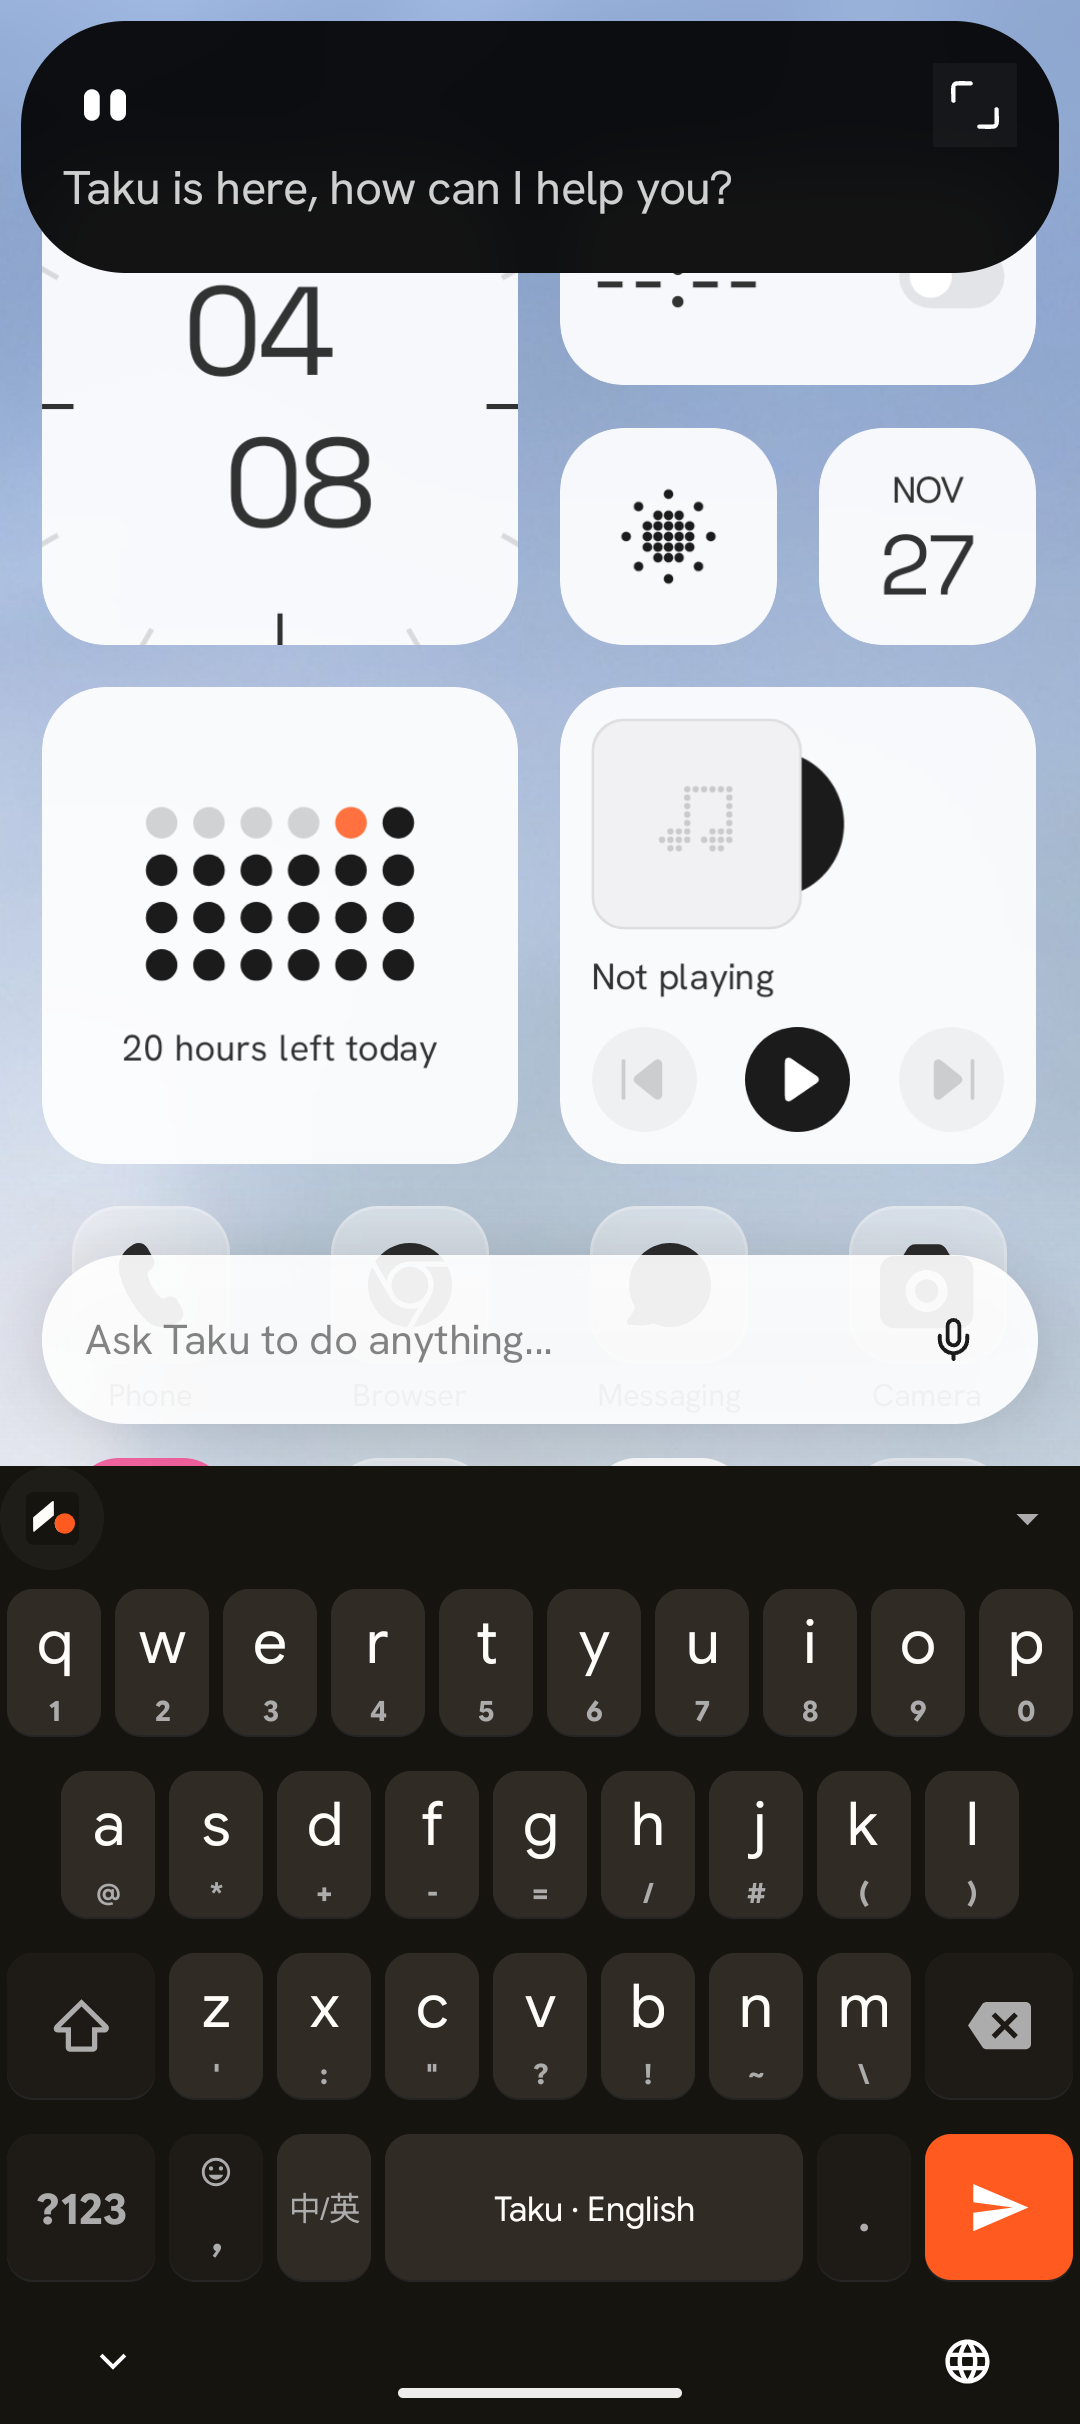 Taku is here, how can I help you?
04
08
NOV
27
20 hours left today
Not playing
Ask Taku to do anything...
Phone
Browser
Messaging
Camera
q w e r t y u i o p
1 2 3 4 5 6 7 8 9 0
a s d f g h j k l
@ * + - = / # ( )
z x c v b n m
' : " ? ! ~ \
?123 , 中/英 Taku · English .